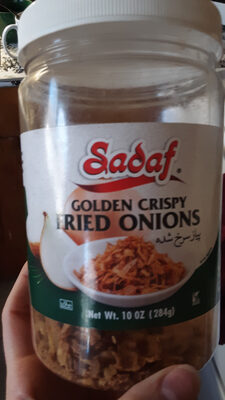 Sadaf
GOLDEN CRISPY
FRIED ONIONS
پیاز سرخ شده
Net Wt. 10 OZ (284g)